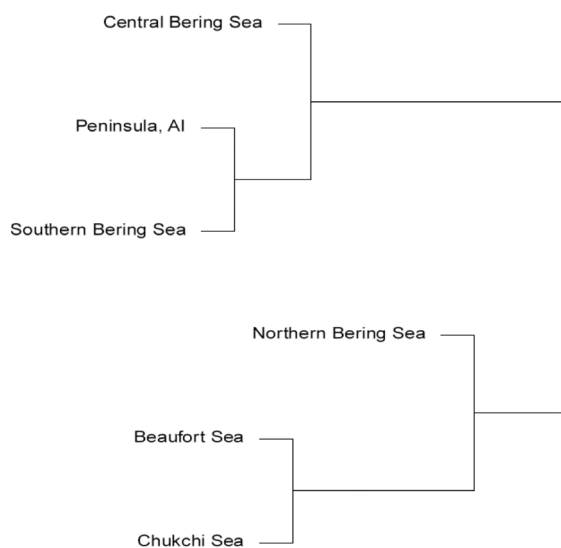 Central Bering Sea
Peninsula, AI
Southern Bering Sea
Northern Bering Sea
Beaufort Sea
Chukchi Sea